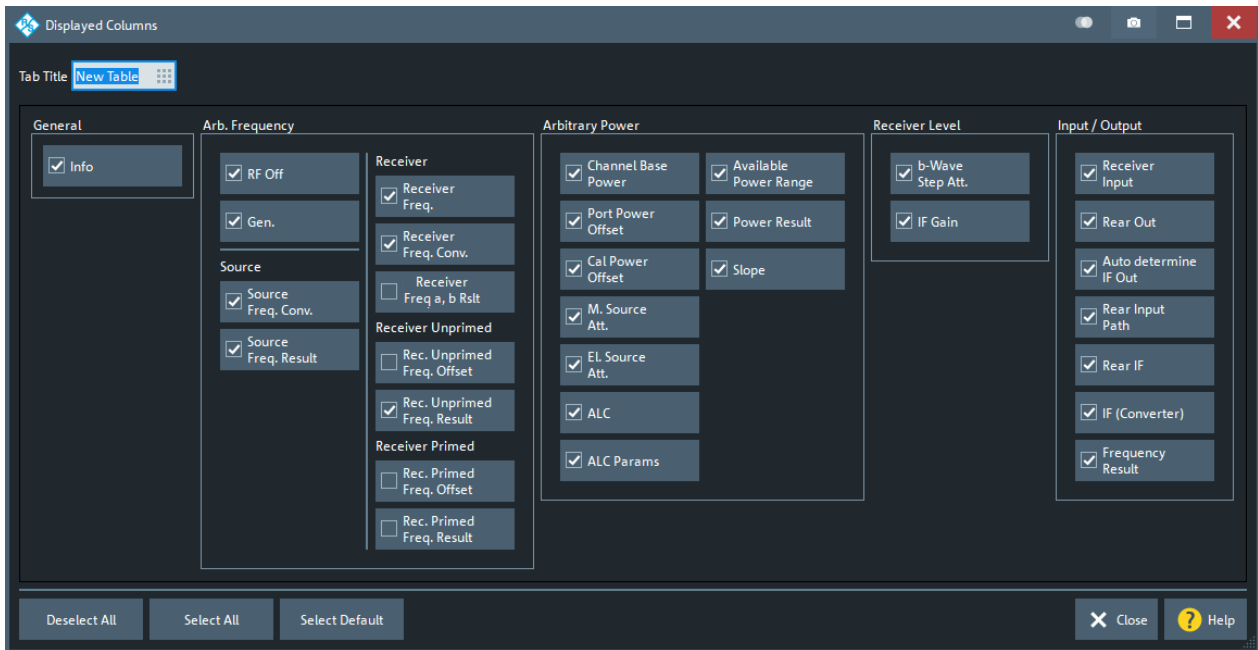 Displayed Columns
Tab Title New Table
General
Info
Arb. Frequency
RF Off
Gen.
Source
Source
Freq. Conv.
Source
Freq. Result
Receiver
Receiver
Freq.
Receiver
Freq. Conv.
Receiver
Freq a, b Rslt
Receiver Unprimed
Rec. Unprimed
Freq. Offset
Rec. Unprimed
Freq. Result
Receiver Primed
Rec. Primed
Freq. Offset
Rec. Primed
Freq. Result
Arbitrary Power
Channel Base
Power
Port Power
Offset
Cal Power
Offset
M. Source
Att.
El. Source
Att.
ALC
ALC Params
Available
Power Range
Power Result
Slope
Receiver Level
b-Wave
Step Att.
IF Gain
Input / Output
Receiver
Input
Rear Out
Auto determine
IF Out
Rear Input
Path
Rear IF
IF (Converter)
Frequency
Result
Deselect All
Select All
Select Default
Close
? Help